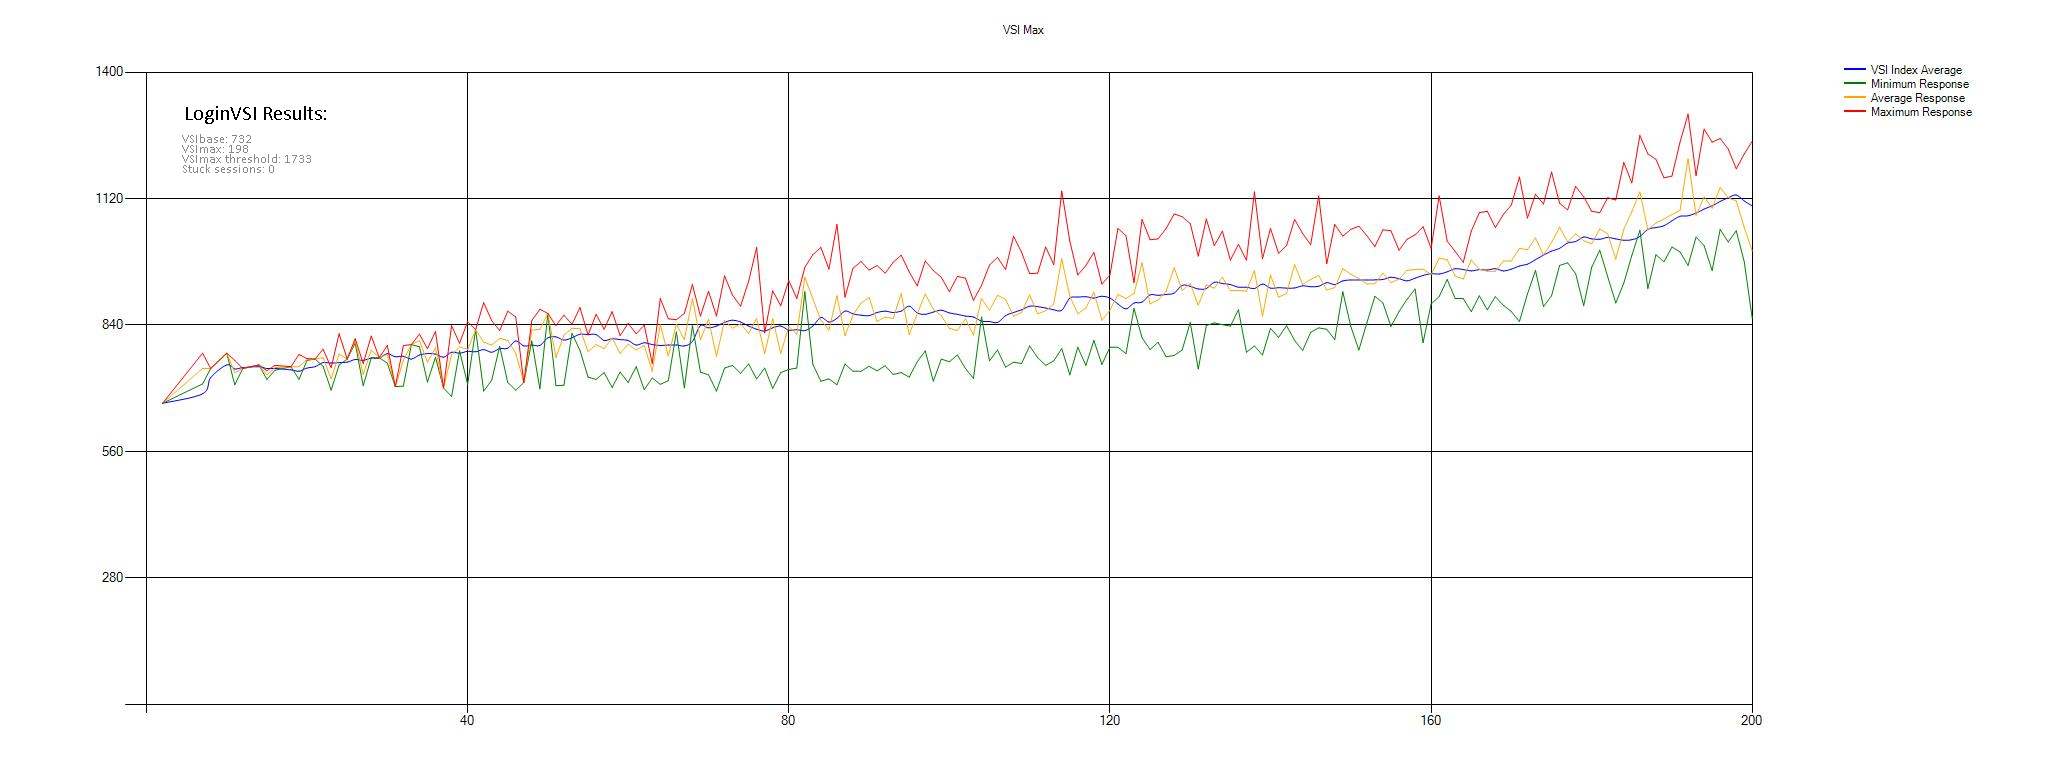 VSI Max
1400
1120
840
560
280
40
80
120
160
200
LoginVSI Results:
VSIbase: 732
VSImax: 198
VSImax threshold: 1733
Stuck sessions: 0
VSI Index Average
Minimum Response
Average Response
Maximum Response